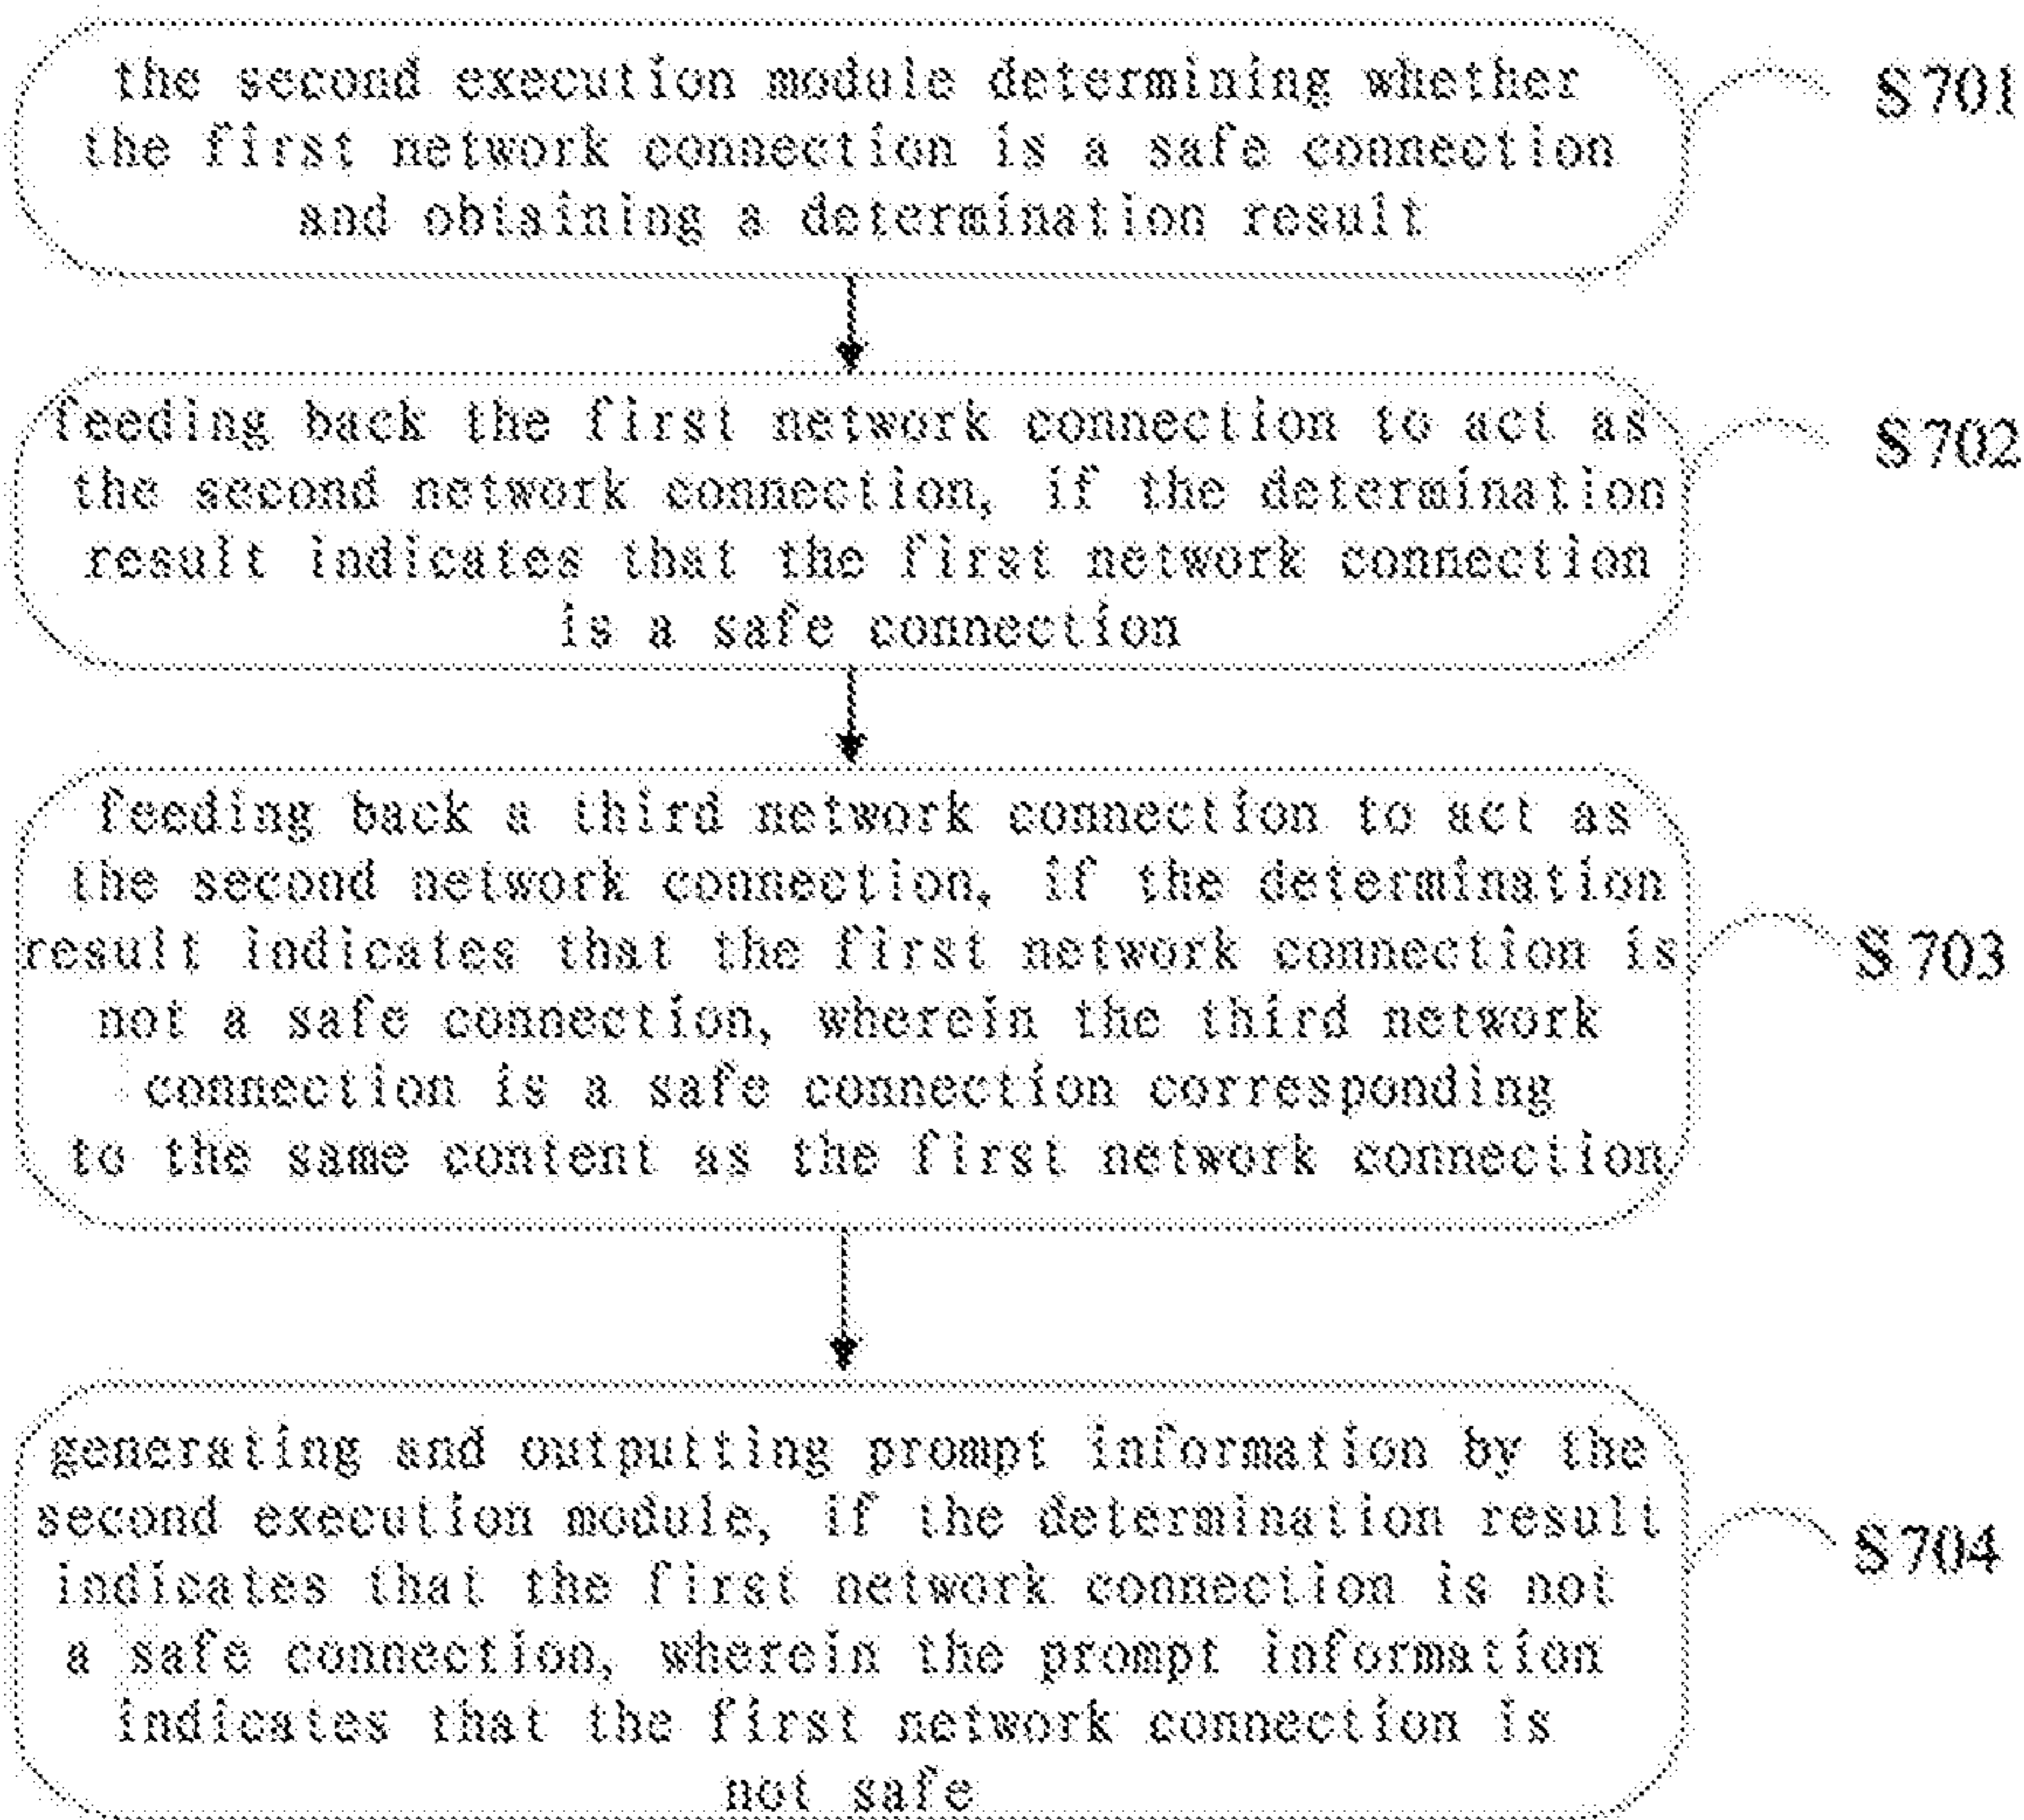 the second execution module determining whether
the first network connection is a safe connection
and obtaining a determination result
S701
feeding back the first network connection to act as
the second network connection, if the determination
result indicates that the first network connection
is a safe connection
S702
feeding back a third network connection to act as
the second network connection, if the determination
result indicates that the first network connection is
not a safe connection, wherein the third network
connection is a safe connection corresponding
to the same content as the first network connection
S703
generating and outputting prompt information by the
second execution module, if the determination result
indicates that the first network connection is not
a safe connection, wherein the prompt information
indicates that the first network connection is
not safe
S704